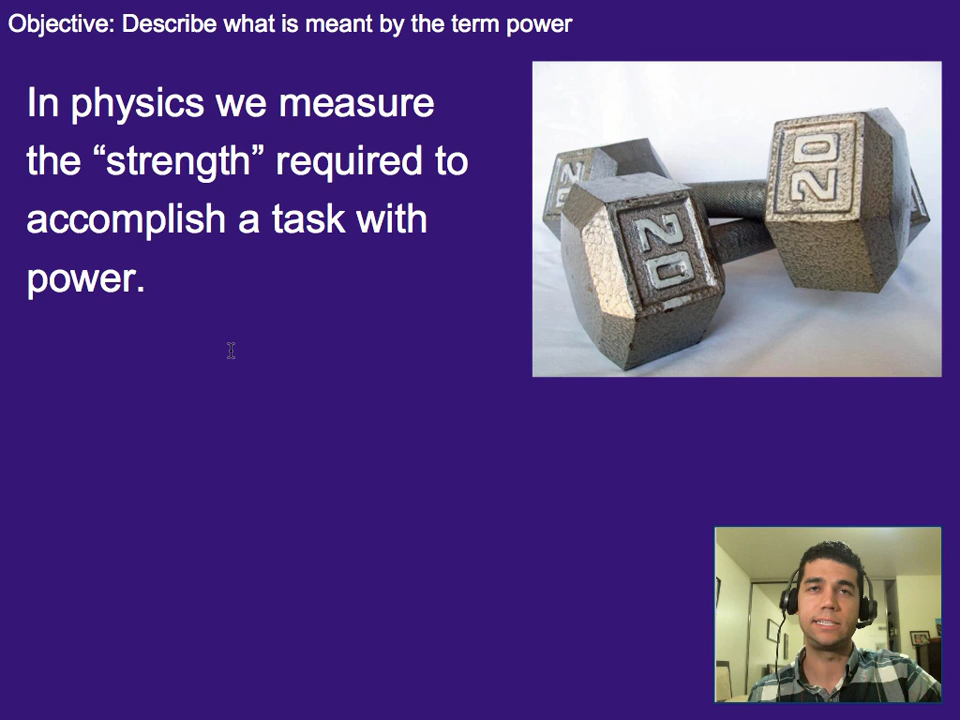 Objective: Describe what is meant by the term power
In physics we measure
the “strength” required to
accomplish a task with
power.
20
20
20